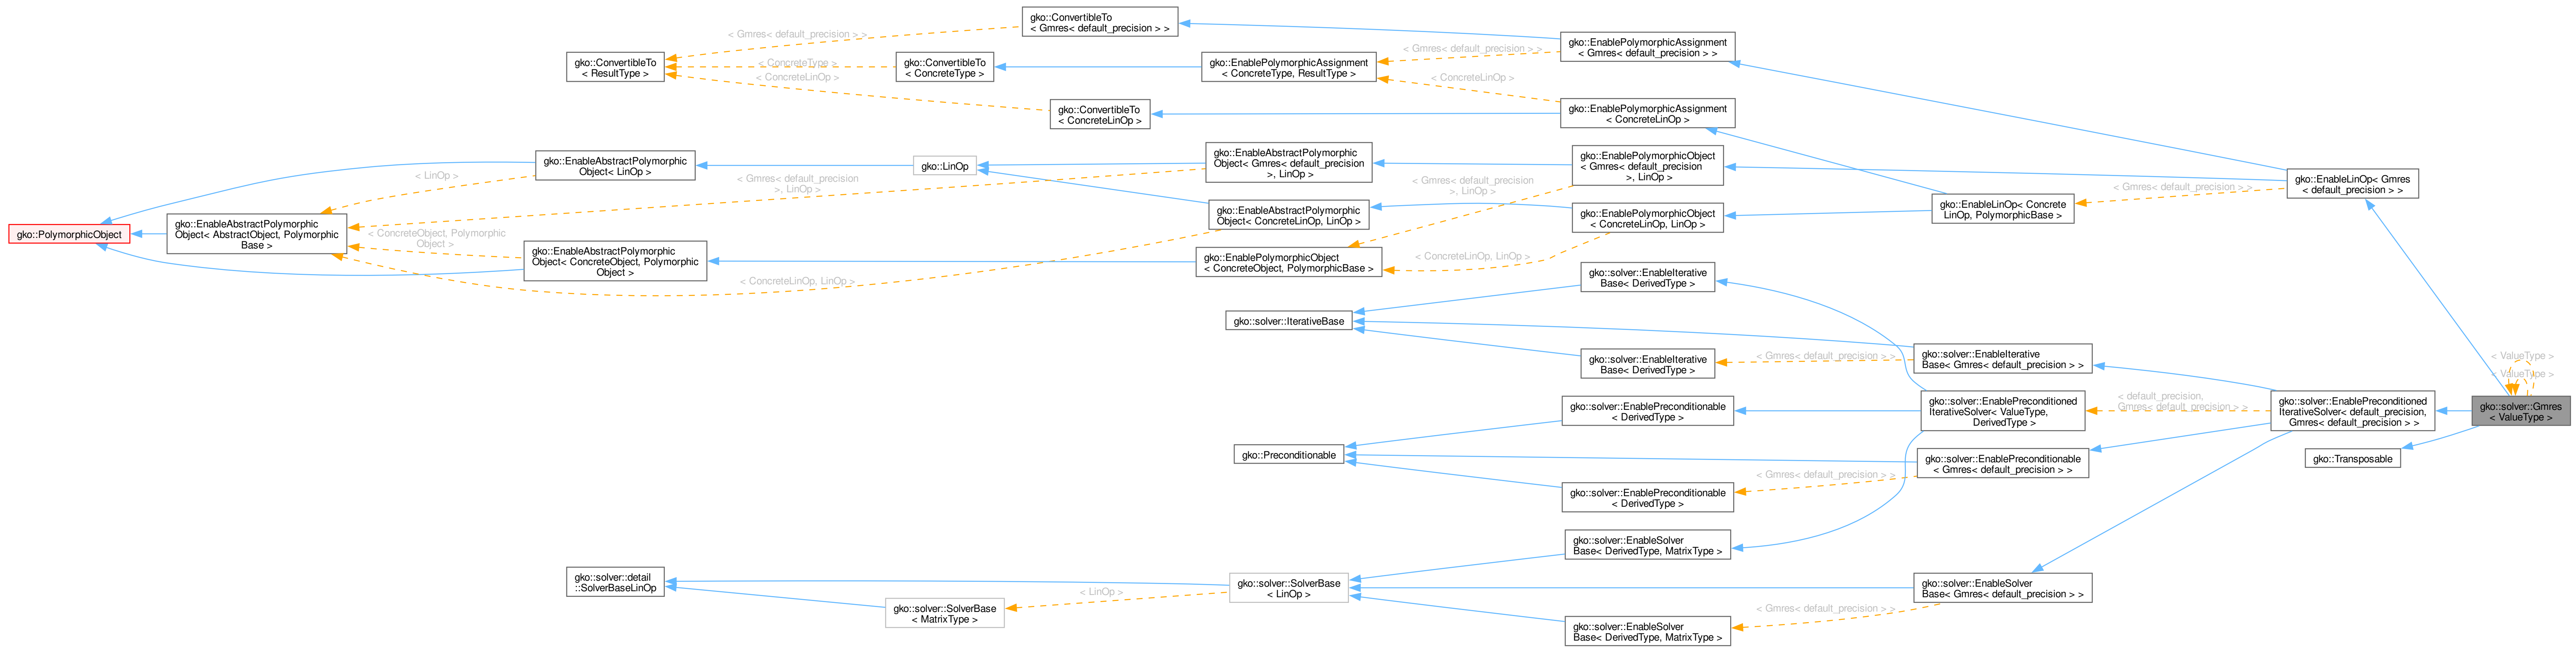 gko::ConvertibleTo
< Gmres< default_precision > >
< Gmres< default_precision > >
gko::EnablePolymorphicAssignment
< Gmres< default_precision > >
gko::ConvertibleTo
< ResultType >
< ConcreteType >
gko::ConvertibleTo
< ConcreteType >
gko::EnablePolymorphicAssignment
< ConcreteType, ResultType >
< Gmres< default_precision > >
< ConcreteLinOp >
< ConcreteLinOp >
gko::ConvertibleTo
< ConcreteLinOp >
gko::EnablePolymorphicAssignment
< ConcreteLinOp >
gko::EnableAbstractPolymorphic
Object< LinOp >
gko::LinOp
gko::EnableAbstractPolymorphic
Object< Gmres< default_precision
>, LinOp >
gko::EnablePolymorphicObject
< Gmres< default_precision
>, LinOp >
gko::EnableLinOp< Gmres
< default_precision > >
< LinOp >
< Gmres< default_precision
>, LinOp >
< Gmres< default_precision
>, LinOp >
< Gmres< default_precision > >
gko::EnableLinOp< Concrete
LinOp, PolymorphicBase >
gko::EnableAbstractPolymorphic
Object< ConcreteLinOp, LinOp >
gko::EnablePolymorphicObject
< ConcreteLinOp, LinOp >
gko::PolymorphicObject
gko::EnableAbstractPolymorphic
Object< AbstractObject, Polymorphic
Base >
< ConcreteObject, Polymorphic
Object >
gko::EnableAbstractPolymorphic
Object< ConcreteObject, Polymorphic
Object >
gko::EnablePolymorphicObject
< ConcreteObject, PolymorphicBase >
< ConcreteLinOp, LinOp >
< ConcreteLinOp, LinOp >
gko::solver::EnableIterative
Base< DerivedType >
gko::solver::IterativeBase
gko::solver::EnableIterative
Base< DerivedType >
< Gmres< default_precision > >
gko::solver::EnableIterative
Base< Gmres< default_precision > >
< ValueType >
< ValueType >
gko::solver::EnablePreconditionable
< DerivedType >
gko::solver::EnablePreconditioned
IterativeSolver< ValueType,
DerivedType >
< default_precision,
Gmres< default_precision > >
gko::solver::EnablePreconditioned
IterativeSolver< default_precision,
Gmres< default_precision > >
gko::solver::Gmres
< ValueType >
gko::Preconditionable
gko::solver::EnablePreconditionable
< Gmres< default_precision > >
gko::Transposable
< Gmres< default_precision > >
gko::solver::EnablePreconditionable
< DerivedType >
gko::solver::EnableSolver
Base< DerivedType, MatrixType >
gko::solver::detail
::SolverBaseLinOp
gko::solver::SolverBase
< LinOp >
gko::solver::EnableSolver
Base< Gmres< default_precision > >
gko::solver::SolverBase
< MatrixType >
< LinOp >
< Gmres< default_precision > >
gko::solver::EnableSolver
Base< DerivedType, MatrixType >